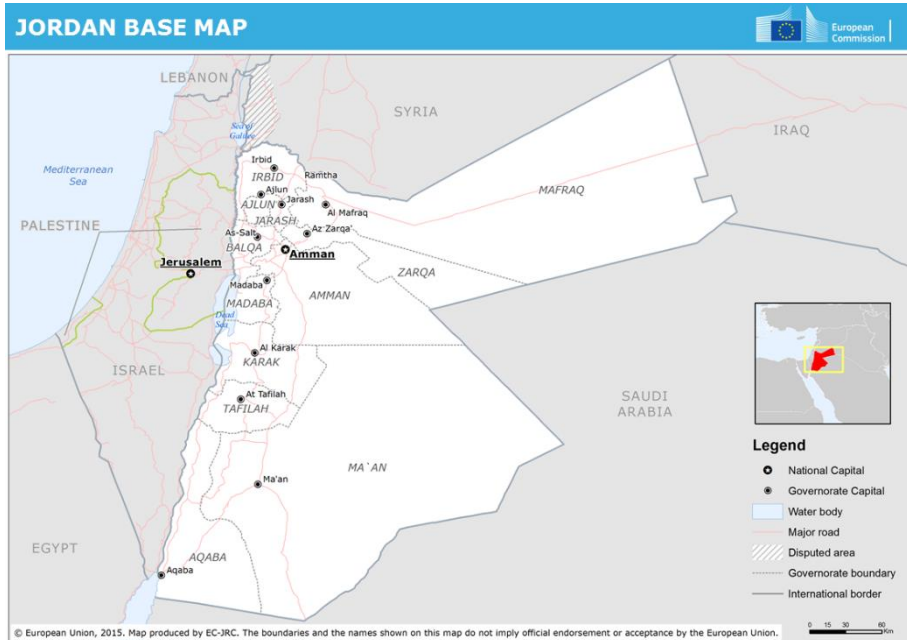 JORDAN BASE MAP
European
Commission
LEBANON
SYRIA
IRAQ
Sea of
Galilee
Mediterranean
Sea
Irbid
IRBID
Ramtha
MAFRAQ
Ajlun
AJLUN
Jarash
JARASH
Al Mafraq
PALESTINE
As-Salt
BALQA
Az Zarqa'
Amman
Jerusalem
ZARQA
Madaba
MADABA
AMMAN
Dead
Sea
Al Karak
KARAK
ISRAEL
At Tafilah
TAFILAH
SAUDI
ARABIA
MA`AN
Ma'an
EGYPT
AQABA
Aqaba
Legend
National Capital
Governorate Capital
Water body
Major road
Disputed area
Governorate boundary
International border
0 15 30 60
Km
© European Union, 2015. Map produced by EC-JRC. The boundaries and the names shown on this map do not imply official endorsement or acceptance by the European Union.